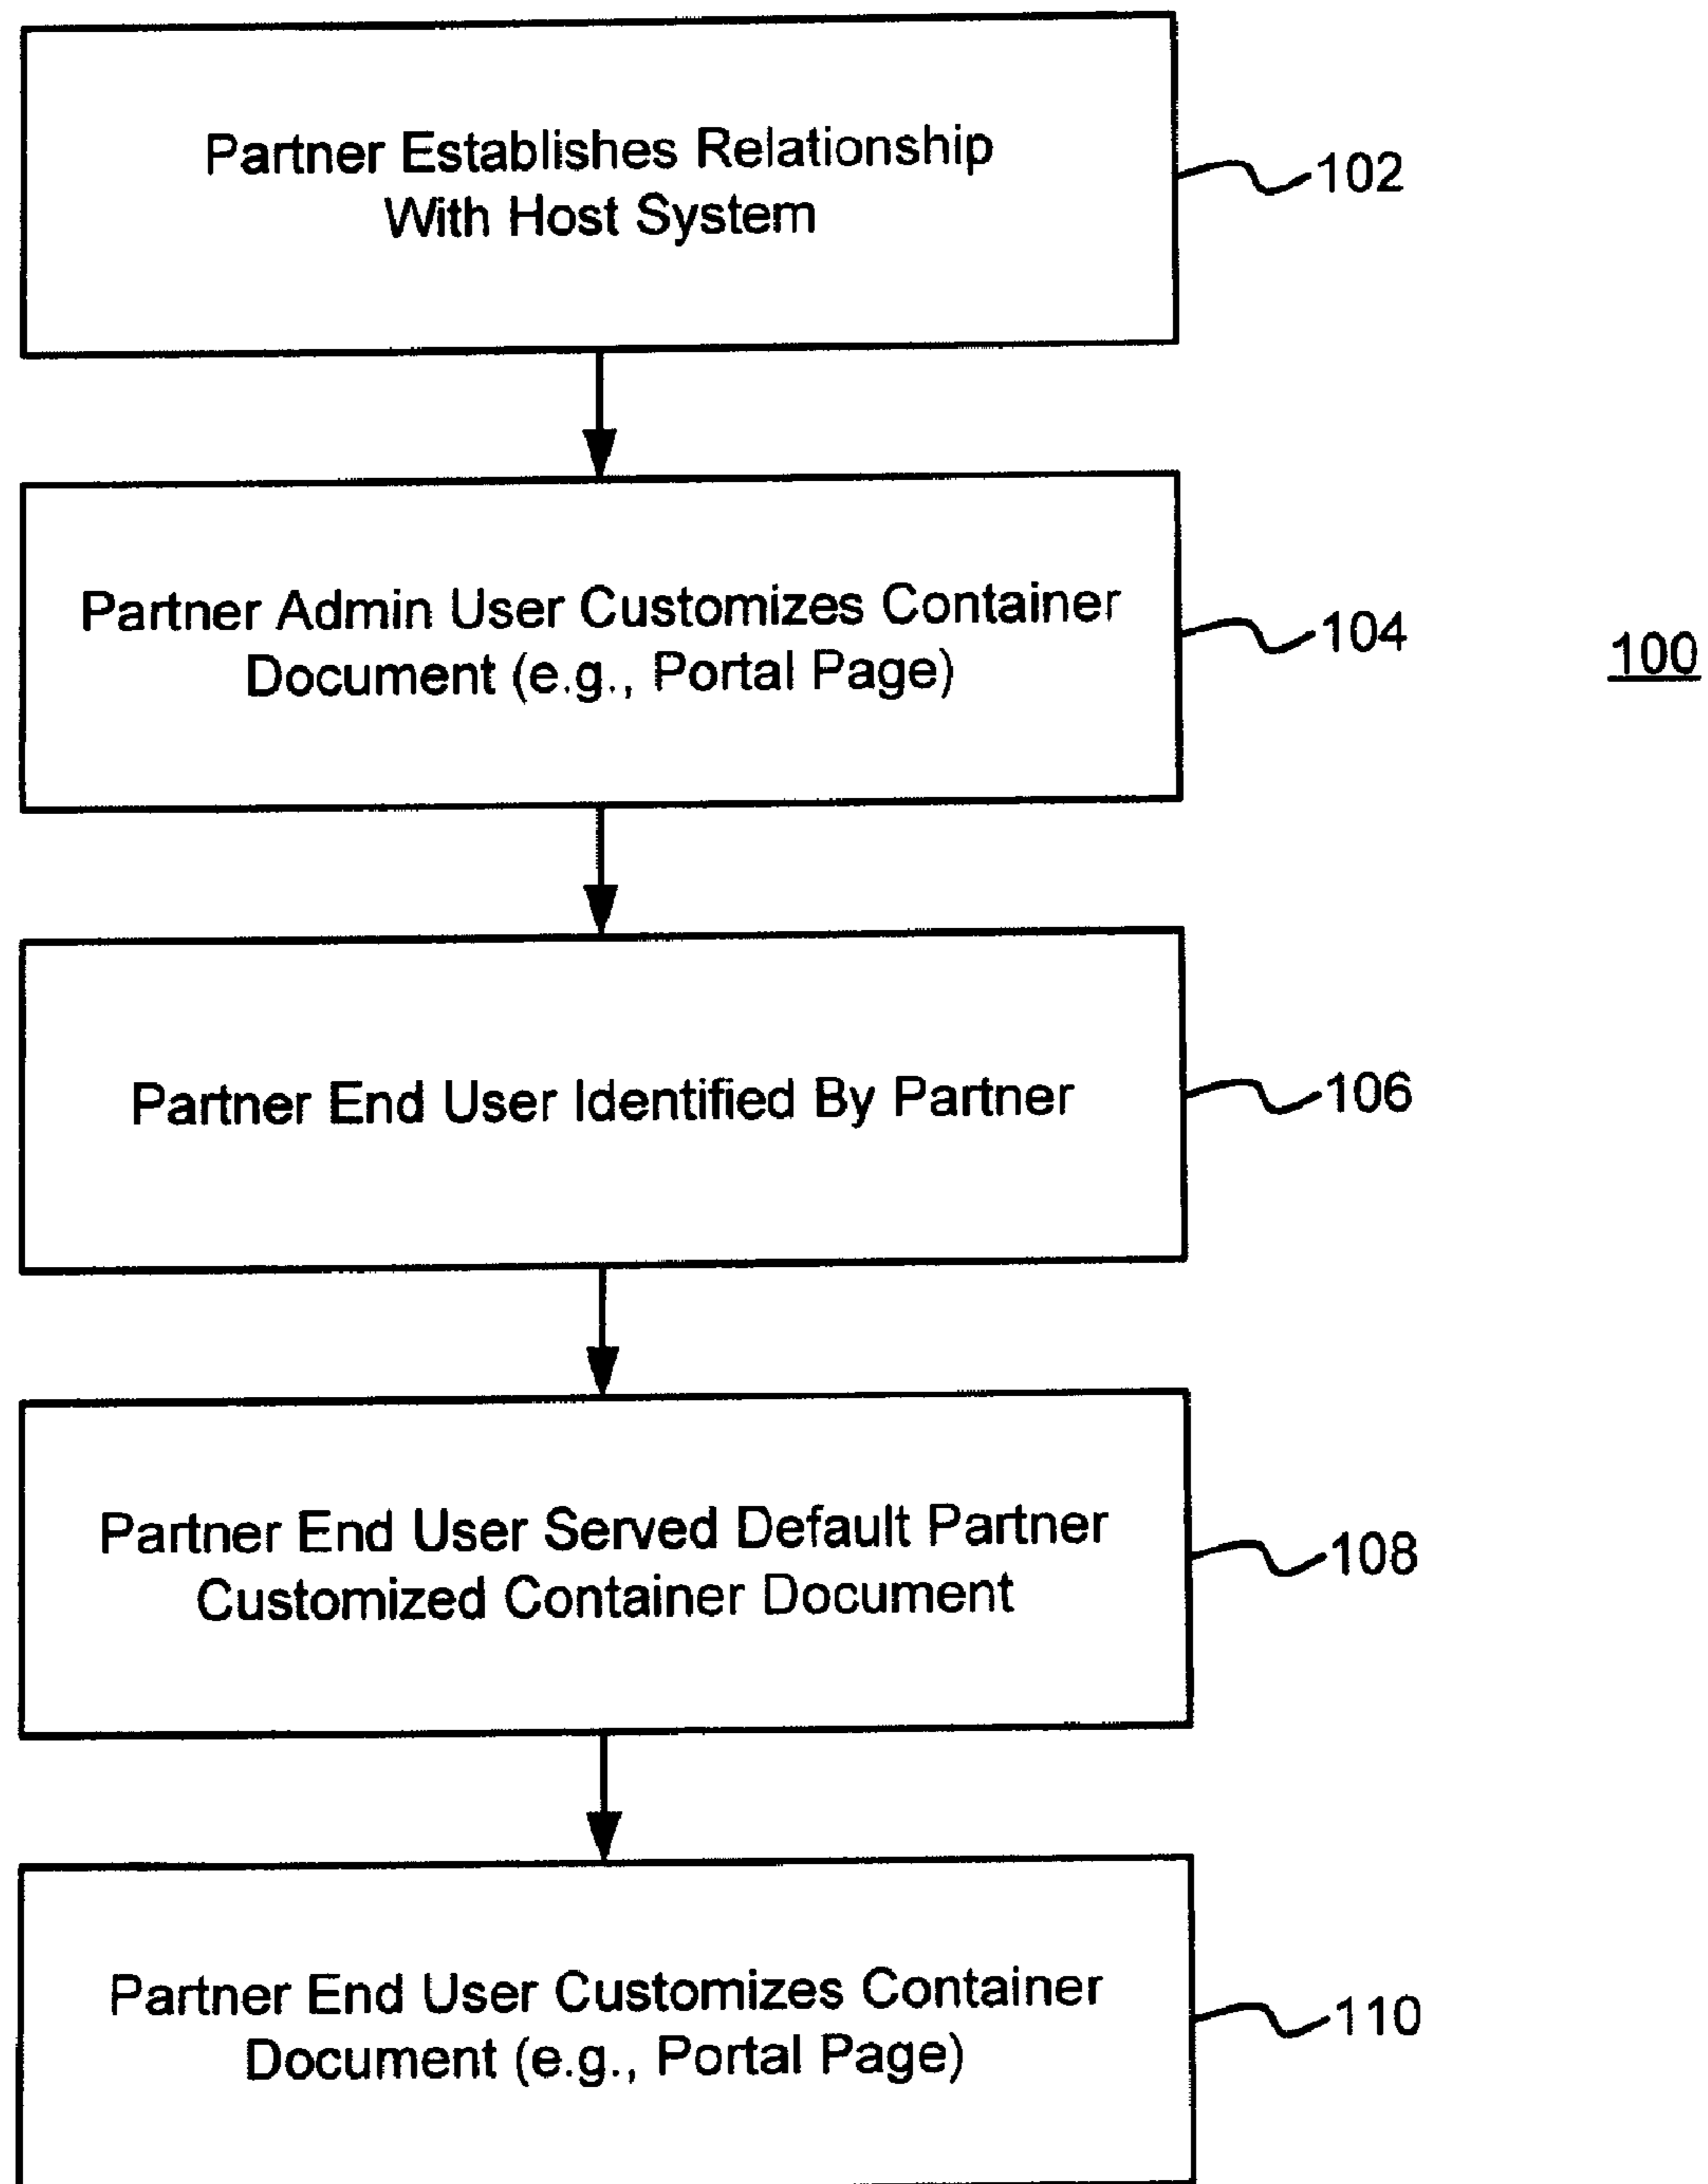 Partner Establishes Relationship
With Host System
102
Partner Admin User Customizes Container
Document (e.g., Portal Page)
104
100
Partner End User Identified By Partner
106
Partner End User Served Default Partner
Customized Container Document
108
Partner End User Customizes Container
Document (e.g., Portal Page)
110